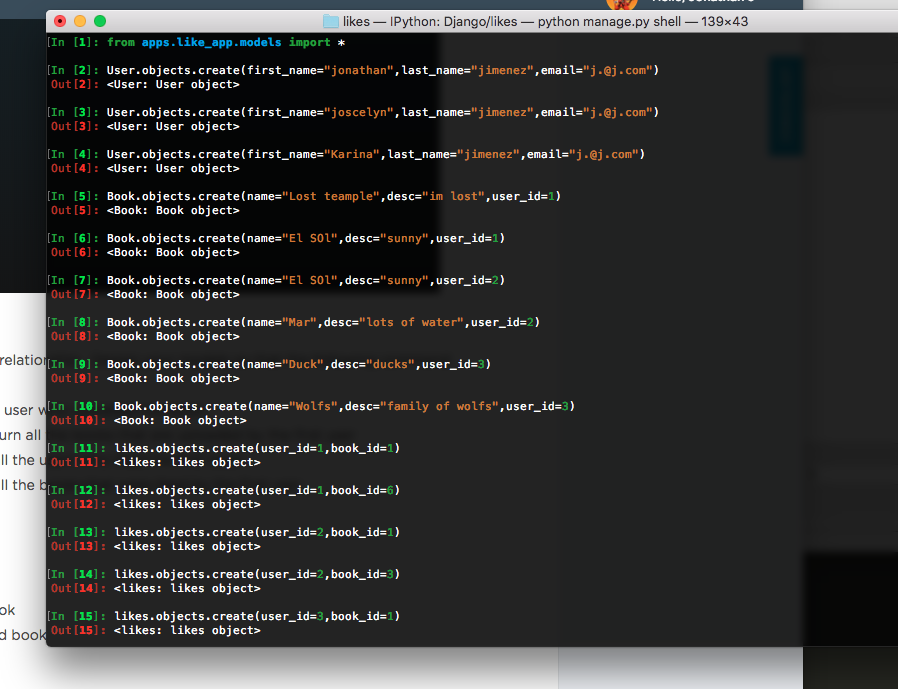 likes — IPython: Django/likes — python manage.py shell — 139×43
In [1]: from apps.like_app.models import *
In [2]: User.objects.create(first_name="jonathan",last_name="jimenez",email="j.@j.com")
Out[2]: <User: User object>
In [3]: User.objects.create(first_name="joscelyn",last_name="jimenez",email="j.@j.com")
Out[3]: <User: User object>
In [4]: User.objects.create(first_name="Karina",last_name="jimenez",email="j.@j.com")
Out[4]: <User: User object>
In [5]: Book.objects.create(name="Lost teample",desc="im lost",user_id=1)
Out[5]: <Book: Book object>
In [6]: Book.objects.create(name="El SOl",desc="sunny",user_id=1)
Out[6]: <Book: Book object>
In [7]: Book.objects.create(name="El SOl",desc="sunny",user_id=2)
Out[7]: <Book: Book object>
In [8]: Book.objects.create(name="Mar",desc="lots of water",user_id=2)
Out[8]: <Book: Book object>
relation
In [9]: Book.objects.create(name="Duck",desc="ducks",user_id=3)
Out[9]: <Book: Book object>
user w
In [10]: Book.objects.create(name="Wolfs",desc="family of wolfs",user_id=3)
Out[10]: <Book: Book object>
urn all
In [11]: likes.objects.create(user_id=1,book_id=1)
Out[11]: <likes: likes object>
ll the u
ll the b
In [12]: likes.objects.create(user_id=1,book_id=6)
Out[12]: <likes: likes object>
In [13]: likes.objects.create(user_id=2,book_id=1)
Out[13]: <likes: likes object>
In [14]: likes.objects.create(user_id=2,book_id=3)
Out[14]: <likes: likes object>
ok
In [15]: likes.objects.create(user_id=3,book_id=1)
Out[15]: <likes: likes object>
d book